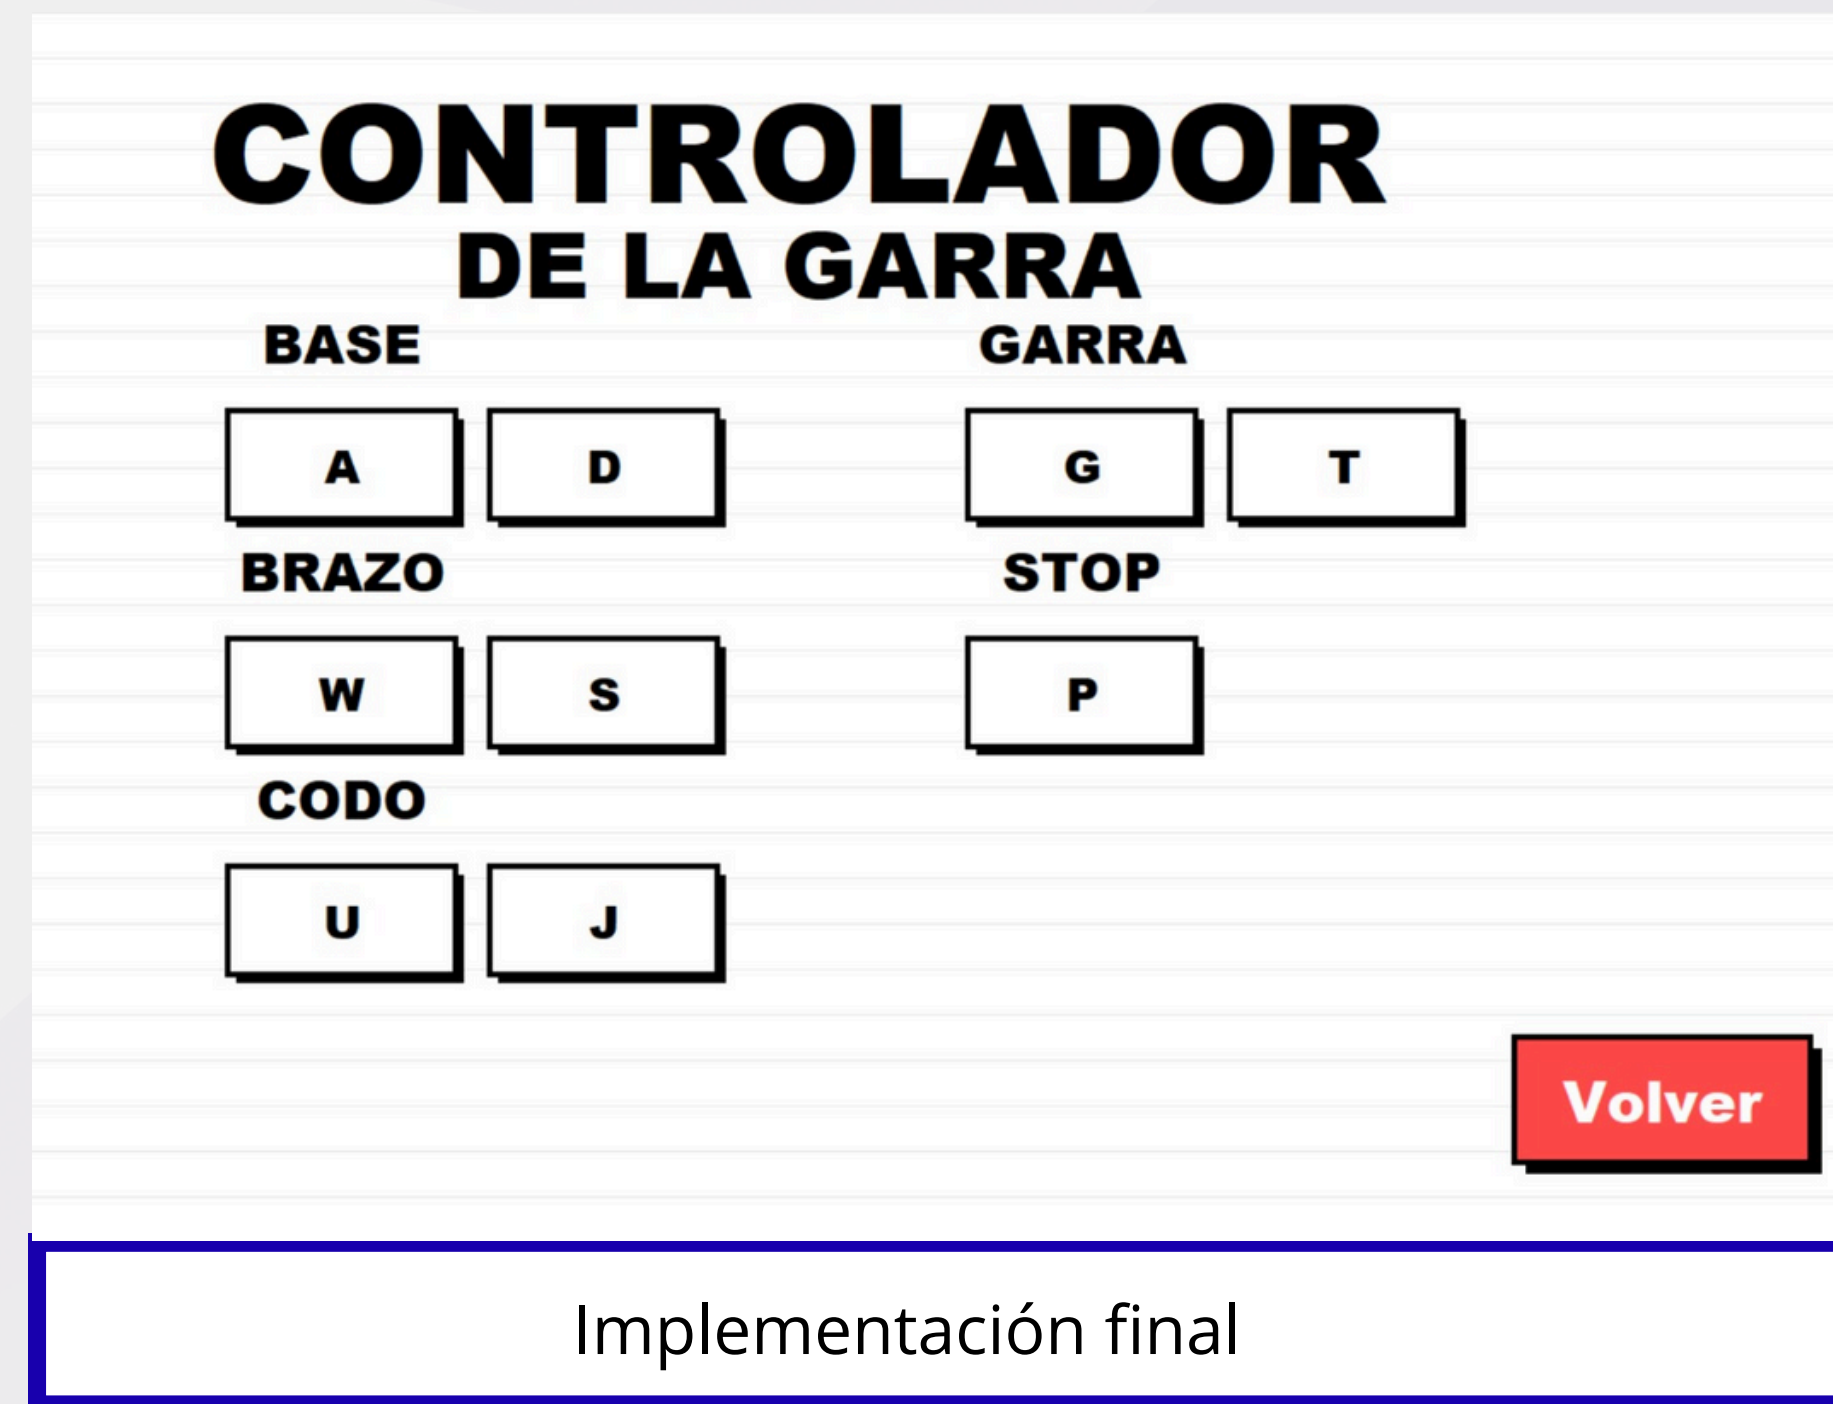 CONTROLADOR
DE LA GARRA
BASE
A D
BRAZO
W S
CODO
U J
GARRA
G T
STOP
P
Volver
Implementación final